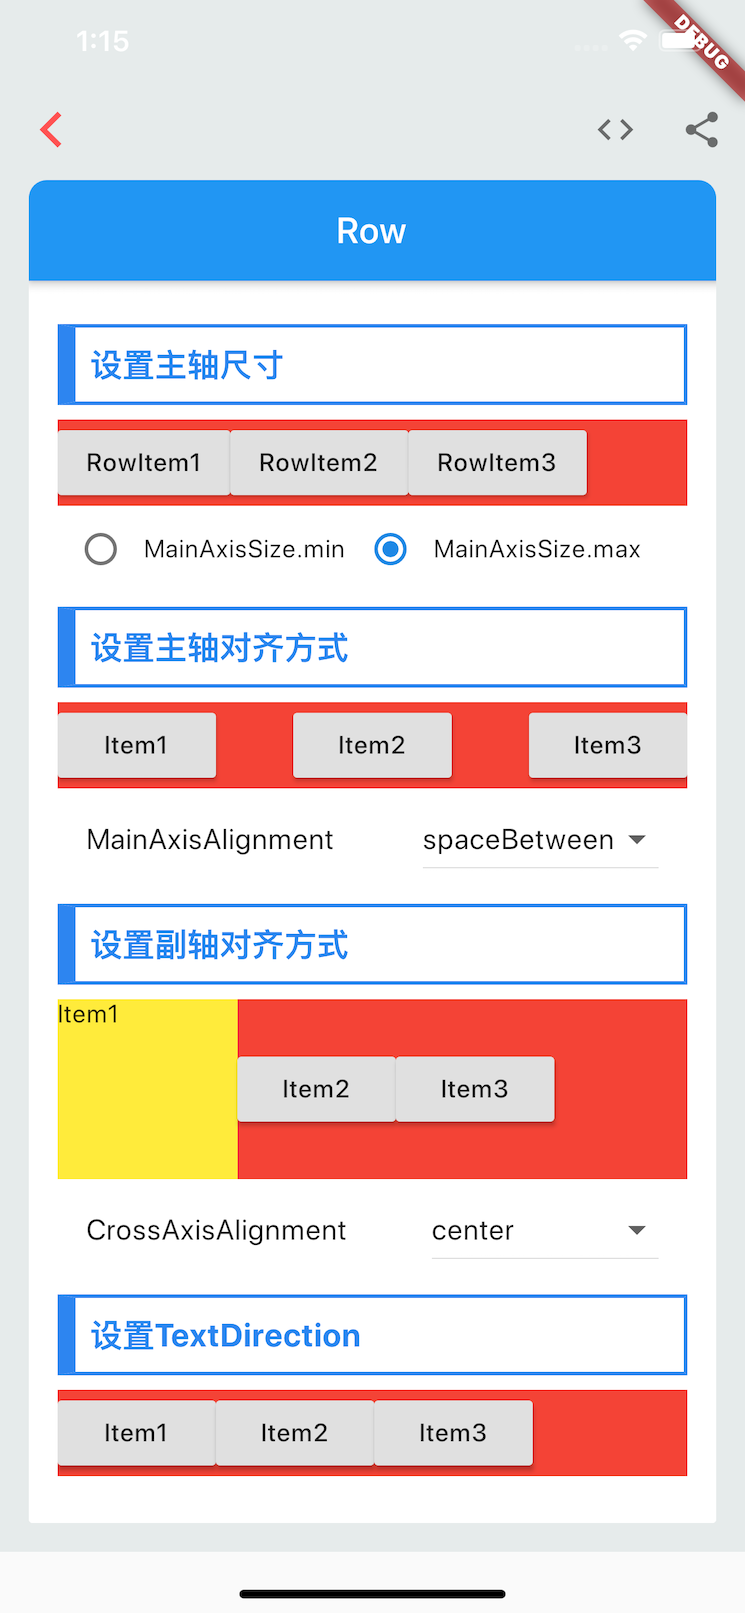 1:15
DEBUG
Row
设置主轴尺寸
RowItem1 RowItem2 RowItem3
MainAxisSize.min MainAxisSize.max
设置主轴对齐方式
Item1 Item2 Item3
MainAxisAlignment spaceBetween
设置副轴对齐方式
Item1
Item2 Item3
CrossAxisAlignment center
设置TextDirection
Item1 Item2 Item3